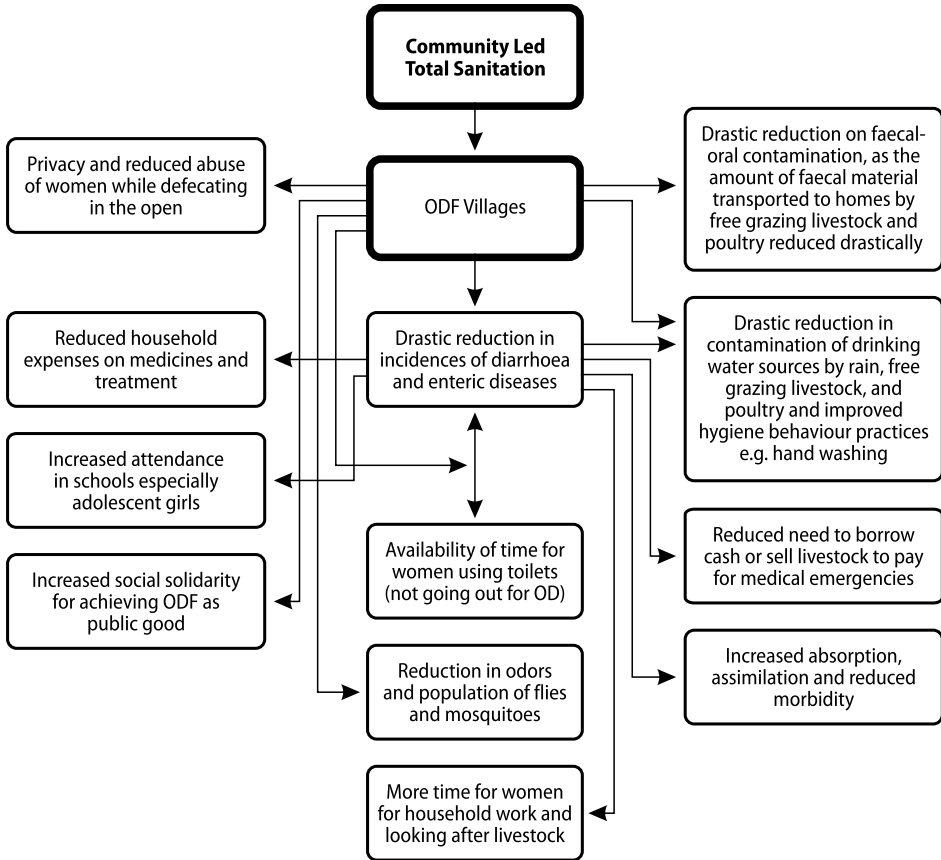 Community Led
Total Sanitation
Privacy and reduced abuse
of women while defecating
in the open
ODF Villages
Drastic reduction on faecal-
oral contamination, as the
amount of faecal material
transported to homes by
free grazing livestock and
poultry reduced drastically
Reduced household
expenses on medicines and
treatment
Drastic reduction in
incidences of diarrhoea
and enteric diseases
Drastic reduction in
contamination of drinking
water sources by rain, free
grazing livestock, and
poultry and improved
hygiene behaviour practices
e.g. hand washing
Increased attendance
in schools especially
adolescent girls
Availability of time for
women using toilets
(not going out for OD)
Reduced need to borrow
cash or sell livestock to pay
for medical emergencies
Increased social solidarity
for achieving ODF as
public good
Reduction in odors
and population of flies
and mosquitoes
Increased absorption,
assimilation and reduced
morbidity
More time for women
for household work and
looking after livestock